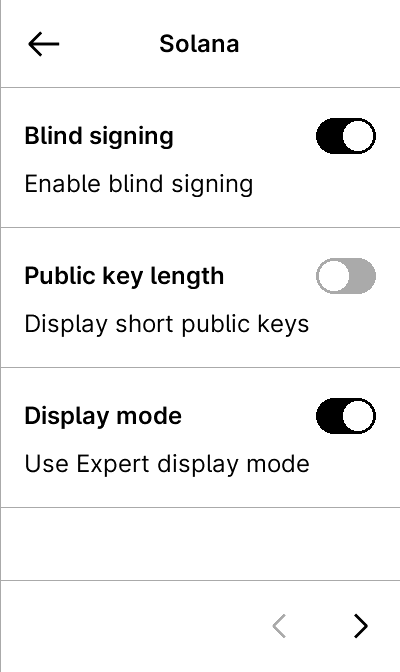 Solana
Blind signing
Enable blind signing
Public key length
Display short public keys
Display mode
Use Expert display mode